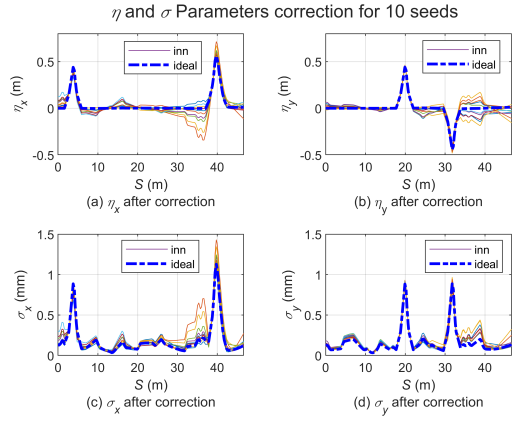 η and σ Parameters correction for 10 seeds
0.5
0
-0.5
η_x (m)
inn
ideal
0 10 20 30 40
S (m)
(a) η_x after correction
0.5
0
-0.5
η_y (m)
inn
ideal
0 10 20 30 40
S (m)
(b) η_y after correction
1.5
1
0.5
0
σ_x (mm)
inn
ideal
0 10 20 30 40
S (m)
(c) σ_x after correction
1.5
1
0.5
0
σ_y (mm)
inn
ideal
0 10 20 30 40
S (m)
(d) σ_y after correction